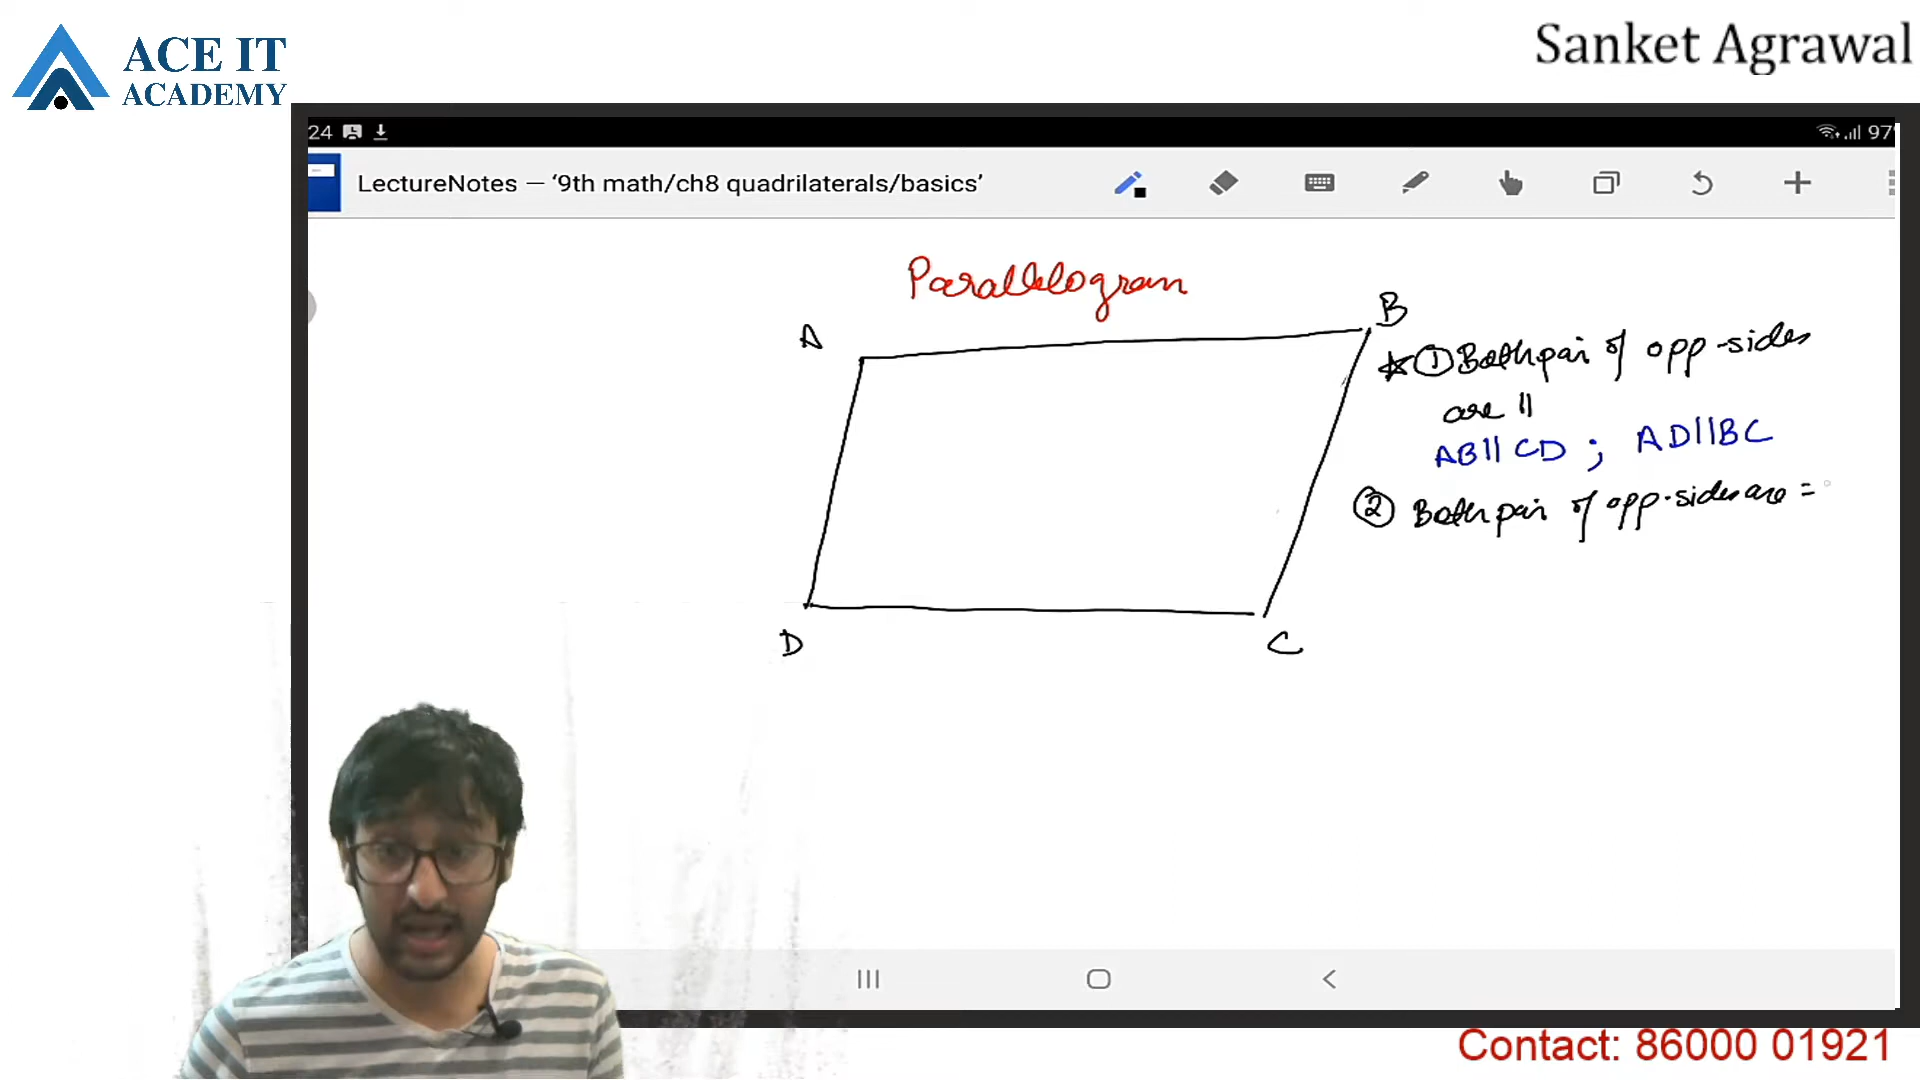 ACE IT
ACADEMY
Sanket Agrawal
24
97
LectureNotes — ‘9th math/ch8 quadrilaterals/basics’
Parallelogram
A
B
① Both pair of opp-sides
are ||
AB||CD ; AD||BC
② Both pair of opp.sides are =
D
C
Contact: 86000 01921